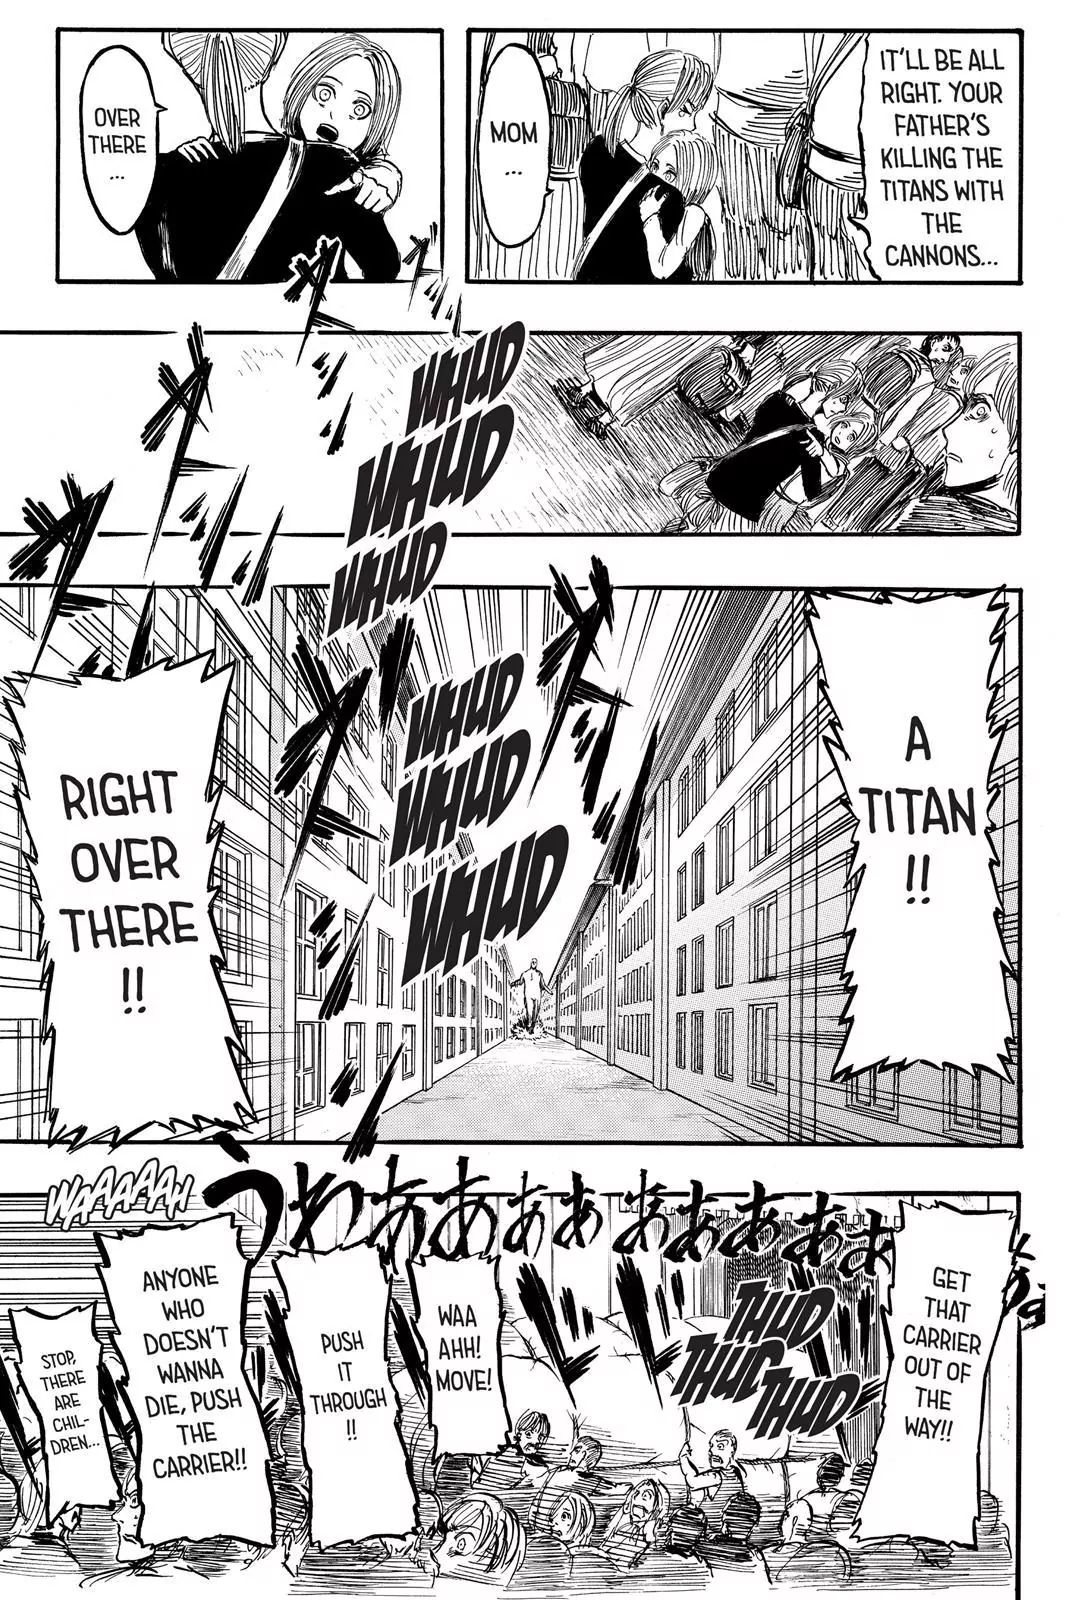 IT'LL BE ALL
RIGHT. YOUR
FATHER'S
KILLING THE
TITANS WITH
THE
CANNONS...
MOM
...
OVER
THERE
...
WHUD
WHUD
WHUD
A
TITAN
!!
WHUD
WHUD
WHUD
RIGHT
OVER
THERE
!!
GET
THAT
CARRIER
OUT OF
THE
WAY!!
うわあああああああああ
WAAAAAH
THUD
THUD
THUD
WAA
AHH!
MOVE!
PUSH
IT
THROUGH
!!
ANYONE
WHO
DOESN'T
WANNA
DIE, PUSH
THE
CARRIER!!
STOP,
THERE
ARE
CHIL-
DREN...